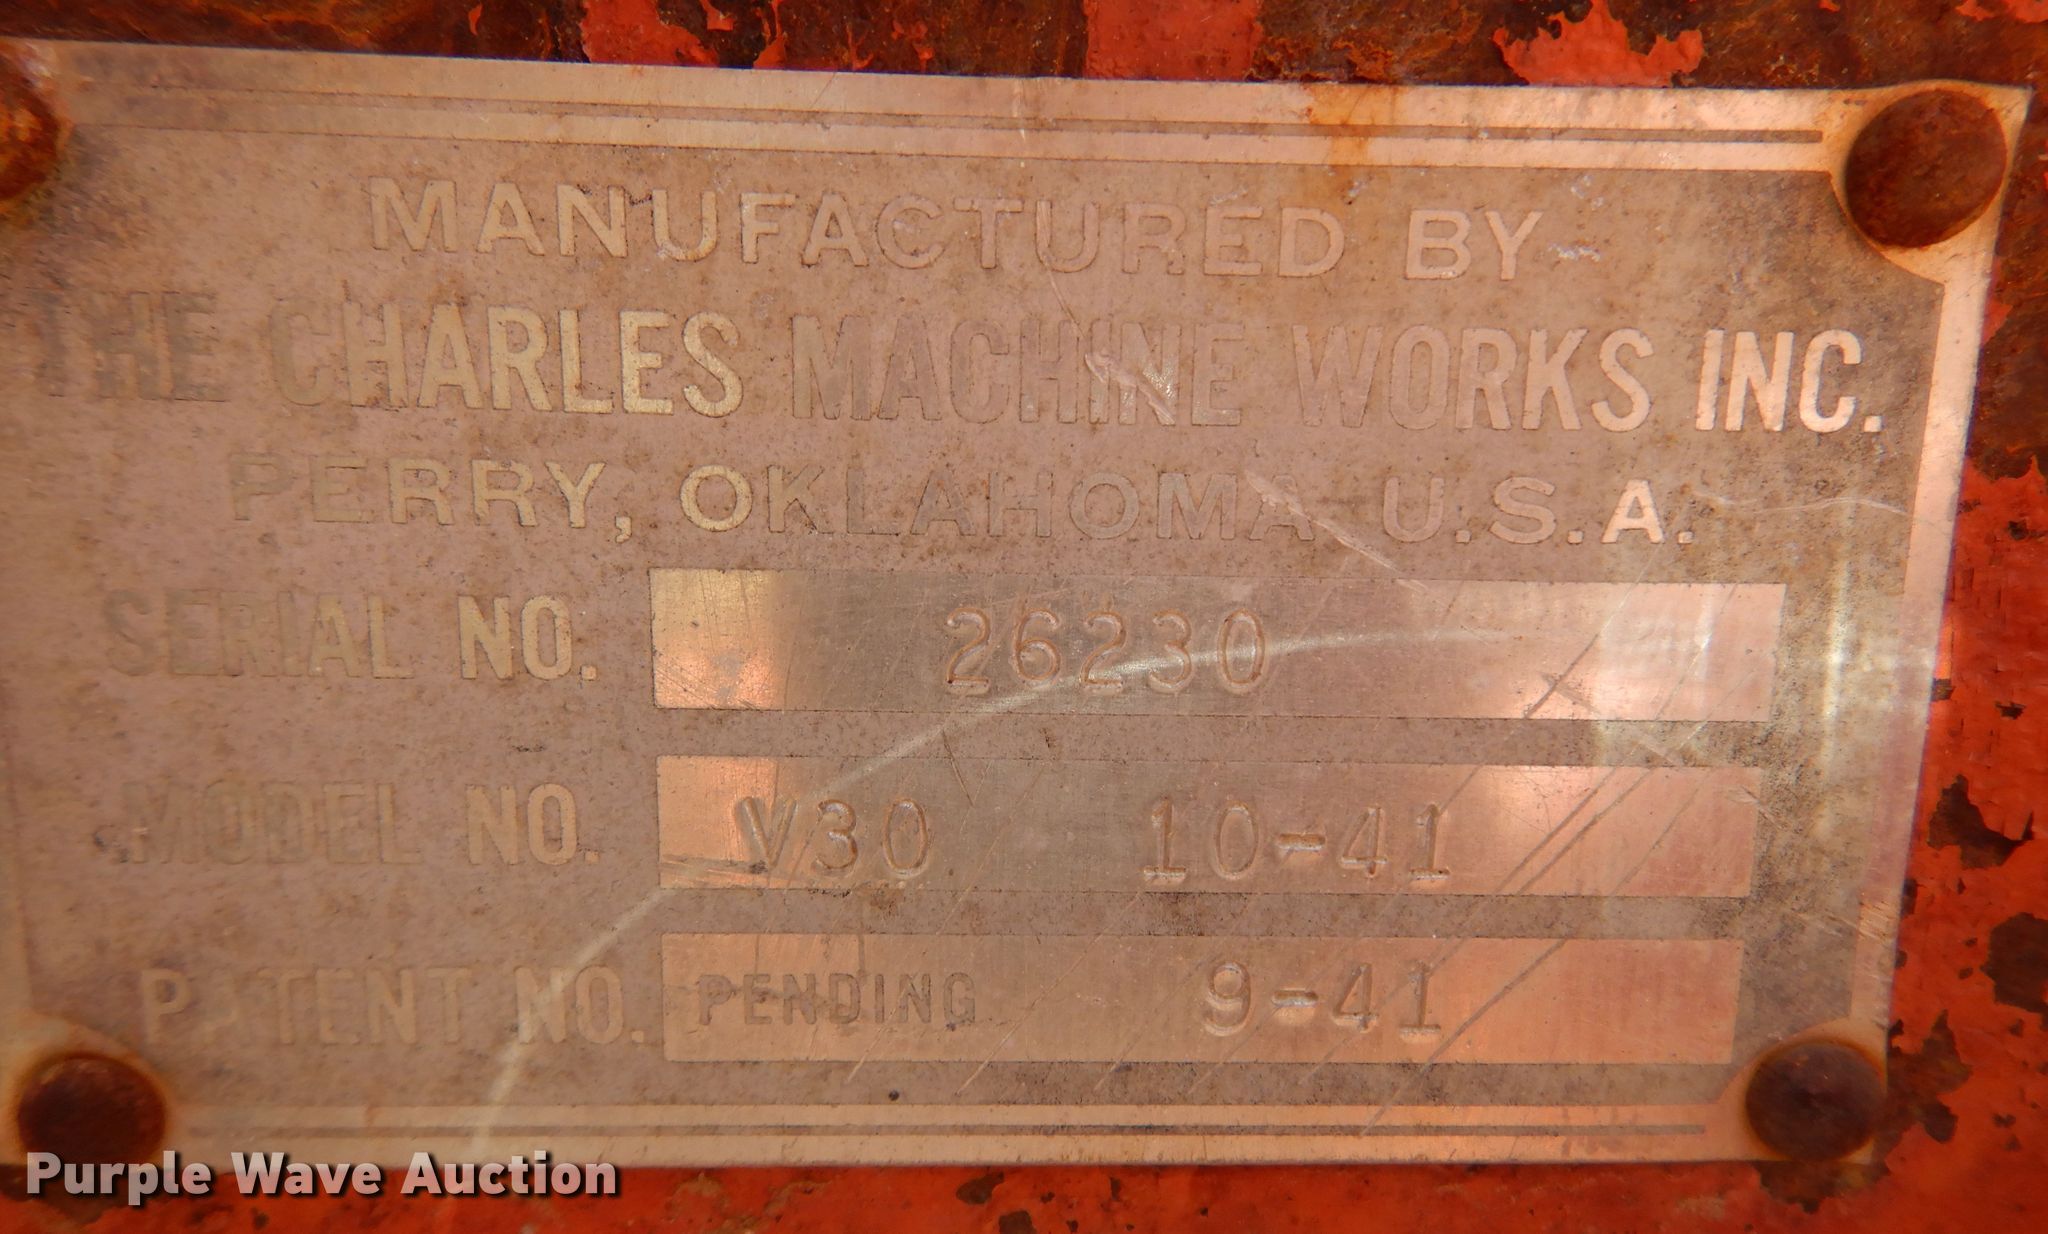 MANUFACTURED BY
THE CHARLES MACHINE WORKS INC.
PERRY, OKLAHOMA U.S.A.
SERIAL NO. 26230
MODEL NO. V30 10-41
PATENT NO. PENDING 9-41
Purple Wave Auction